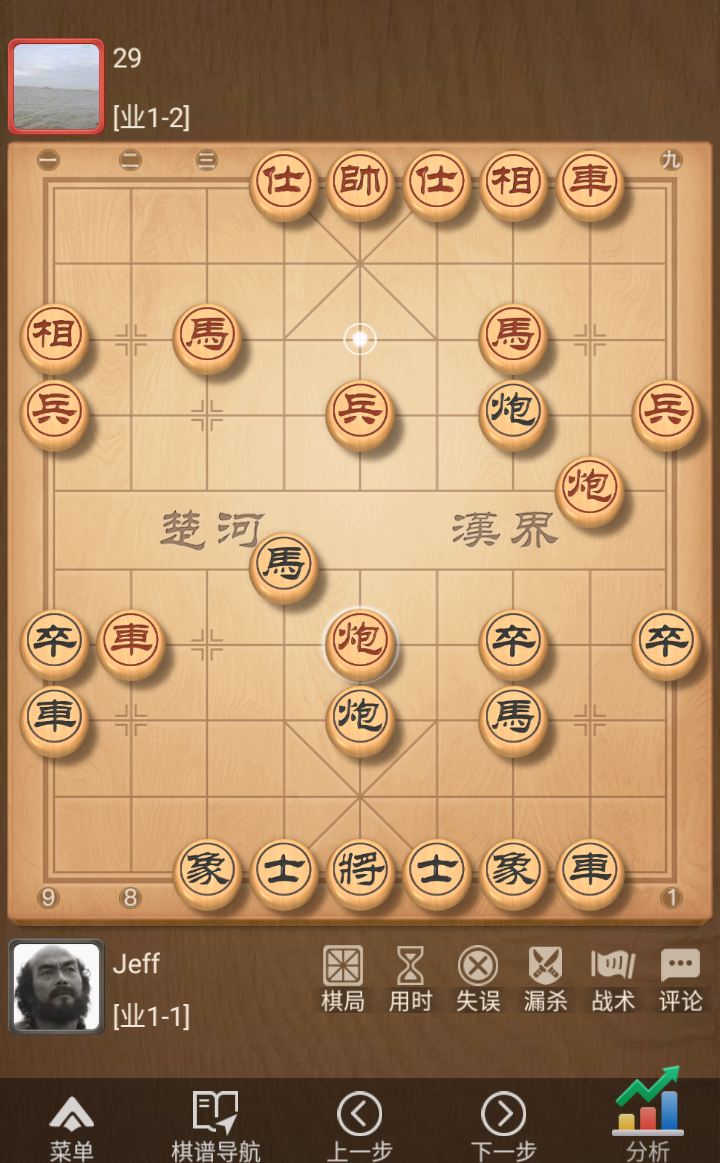 29
[业1-2]
一 二 三 九
仕 帥 仕 相 車
相 馬 馬
兵 兵 炮 兵
炮
楚河 漢界
馬
卒 車 炮 卒 卒
車 炮 馬
象 士 將 士 象 車
9 8 1
Jeff
[业1-1]
棋局 用时 失误 漏杀 战术 评论
菜单 棋谱导航 上一步 下一步 分析